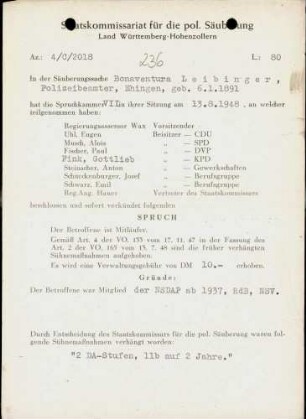 Staatskommissariat für die pol. Säuberung
Land Württemberg-Hohenzollern
Az.: 4/C/2018
236
L.: 80
In der Säuberungssache Bonaventura Leibinger,
Polizeibeamter, Ehingen, geb. 6.1.1891
hat die Spruchkammer VII in ihrer Sitzung am 13.8.1948, an welcher
teilgenommen haben:
Regierungsassessor Wax Vorsitzender
Uhl, Eugen Beisitzer — CDU
Musch, Alois » — SPD
Fischer, Paul » — DVP
Fink, Gottlieb » — KPD
Steinacher, Anton » — Gewerkschaften
Schneckenburger, Josef » — Berufsgruppe
Schwarz, Emil » — Berufsgruppe
Reg.Ang. Hauer Vertreter des Staatskommissars
beschlossen und sofort verkündet folgenden
SPRUCH
Der Betroffene ist Mitläufer.
Gemäß Art. 4 der VO. 133 vom 17. 11. 47 in der Fassung des
Art. 2 der VO. 165 vom 13. 7. 48 sind die früher verhängten
Sühnemaßnahmen aufgehoben.
Es wird eine Verwaltungsgebühr von DM 10.- erhoben.
Gründe:
Der Betroffene war Mitglied der NSDAP ab 1937, RdB, NSV.
Durch Entscheidung des Staatskommissars für die pol. Säuberung waren folgende
Sühnemaßnahmen verhängt worden:
"2 DA-Stufen, 11b auf 2 Jahre."